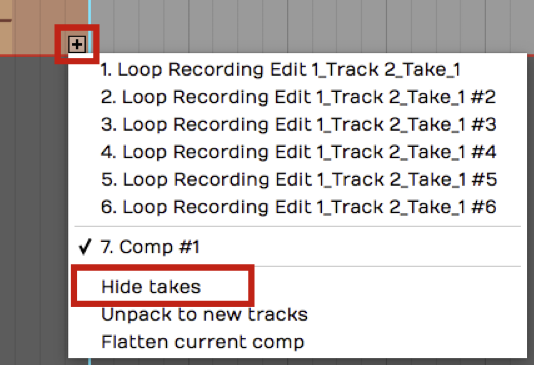 1. Loop Recording Edit 1_Track 2_Take_1
2. Loop Recording Edit 1_Track 2_Take_1 #2
3. Loop Recording Edit 1_Track 2_Take_1 #3
4. Loop Recording Edit 1_Track 2_Take_1 #4
5. Loop Recording Edit 1_Track 2_Take_1 #5
6. Loop Recording Edit 1_Track 2_Take_1 #6
✓ 7. Comp #1
Hide takes
Unpack to new tracks
Flatten current comp